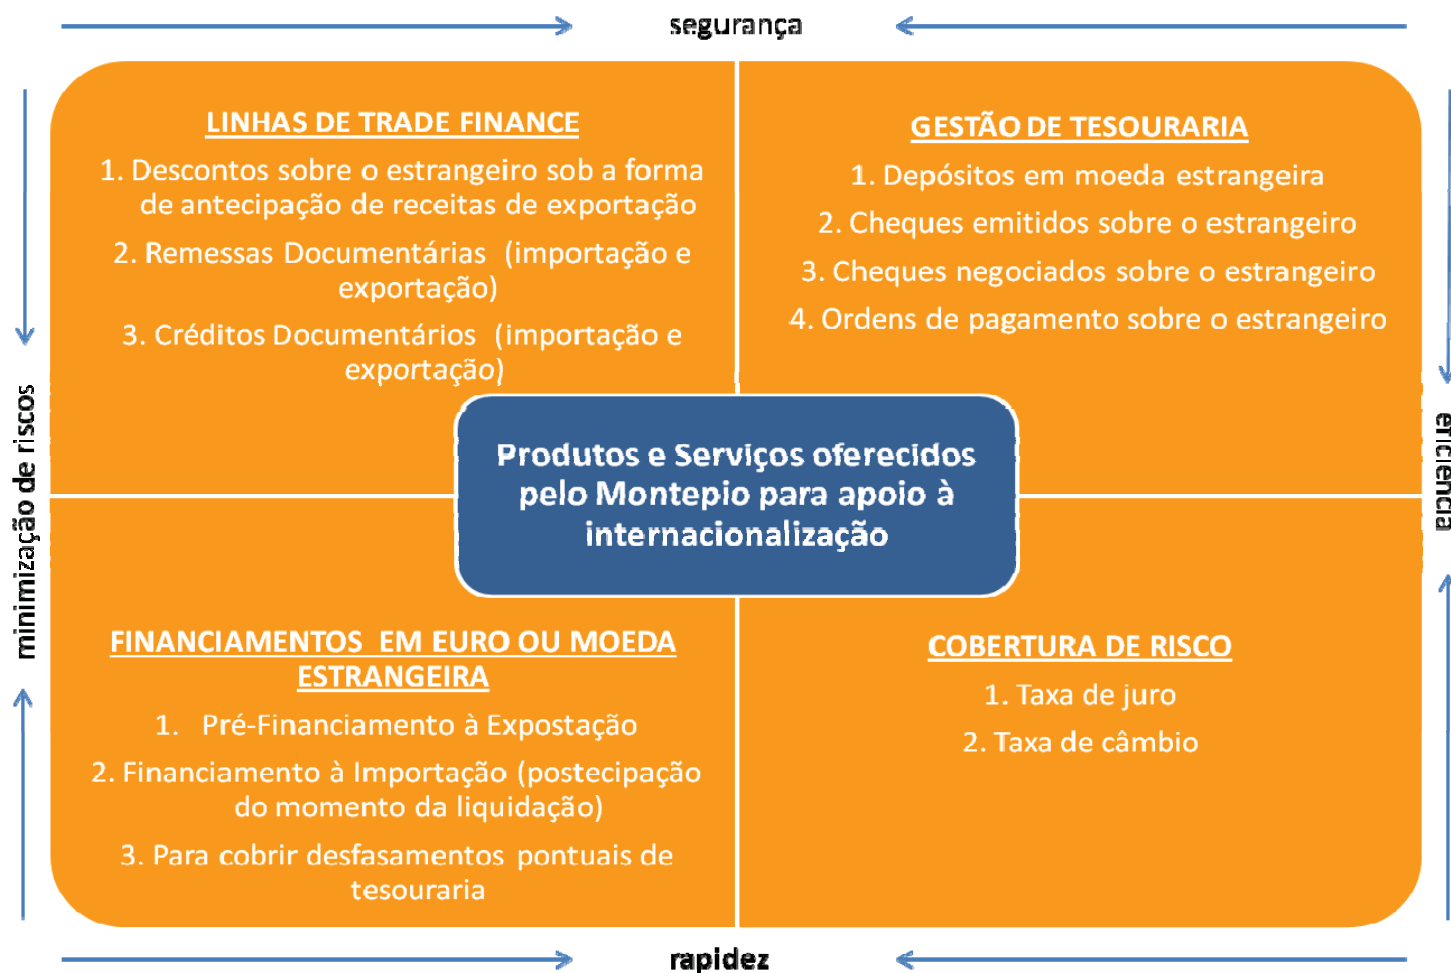 segurança
LINHAS DE TRADE FINANCE
1. Descontos sobre o estrangeiro sob a forma
de antecipação de receitas de exportação
2. Remessas Documentárias (importação e
exportação)
3. Créditos Documentários (importação e
exportação)
GESTÃO DE TESOURARIA
1. Depósitos em moeda estrangeira
2. Cheques emitidos sobre o estrangeiro
3. Cheques negociados sobre o estrangeiro
4. Ordens de pagamento sobre o estrangeiro
minimização de riscos
Produtos e Serviços oferecidos
pelo Montepio para apoio à
internacionalização
eficiência
FINANCIAMENTOS EM EURO OU MOEDA
ESTRANGEIRA
1. Pré-Financiamento à Expostação
2. Financiamento à Importação (postecipação
do momento da liquidação)
3. Para cobrir desfasamentos pontuais de
tesouraria
COBERTURA DE RISCO
1. Taxa de juro
2. Taxa de câmbio
rapidez